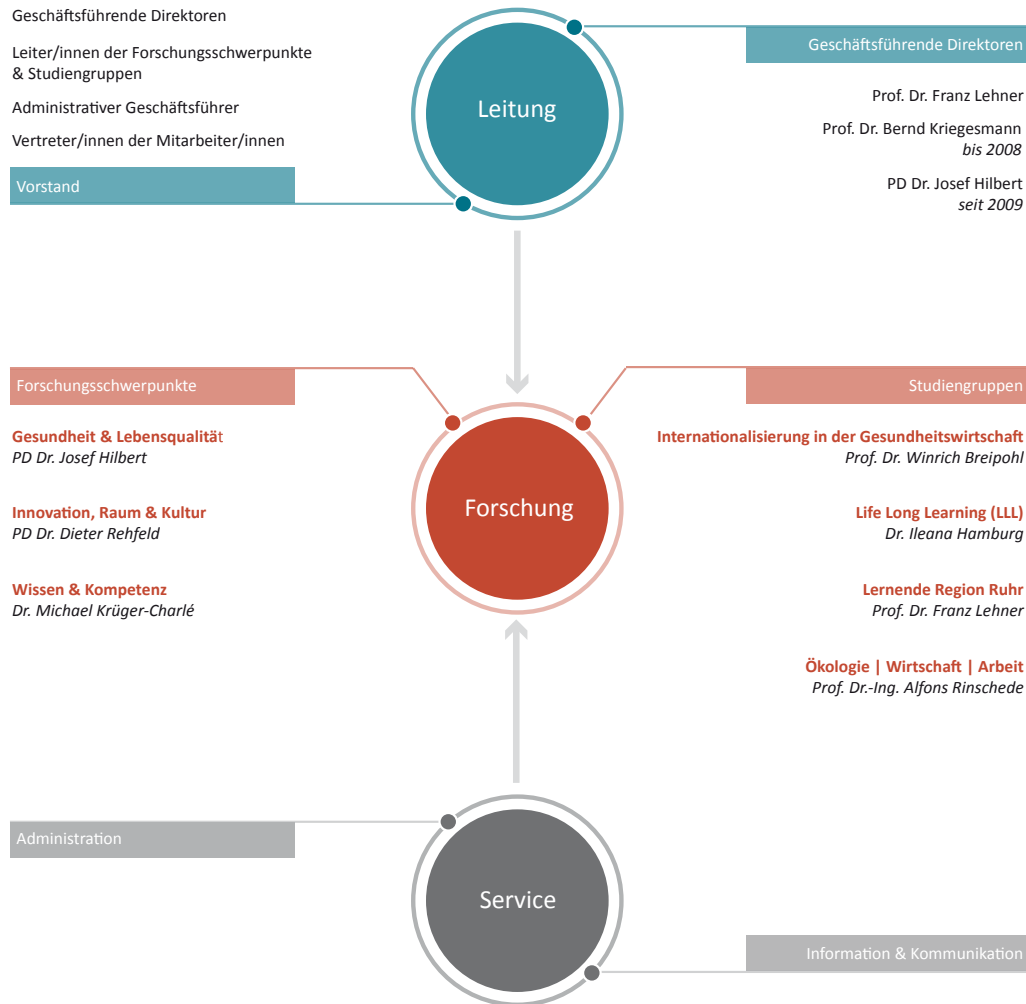 Geschäftsführende Direktoren
Leiter/innen der Forschungsschwerpunkte
& Studiengruppen
Administrativer Geschäftsführer
Vertreter/innen der Mitarbeiter/innen
Vorstand
Leitung
Geschäftsführende Direktoren
Prof. Dr. Franz Lehner
Prof. Dr. Bernd Kriegesmann
bis 2008
PD Dr. Josef Hilbert
seit 2009
Forschungsschwerpunkte
Gesundheit & Lebensqualität
PD Dr. Josef Hilbert
Innovation, Raum & Kultur
PD Dr. Dieter Rehfeld
Wissen & Kompetenz
Dr. Michael Krüger-Charlé
Forschung
Studiengruppen
Internationalisierung in der Gesundheitswirtschaft
Prof. Dr. Winrich Breipohl
Life Long Learning (LLL)
Dr. Ileana Hamburg
Lernende Region Ruhr
Prof. Dr. Franz Lehner
Ökologie | Wirtschaft | Arbeit
Prof. Dr.-Ing. Alfons Rinschede
Administration
Service
Information & Kommunikation